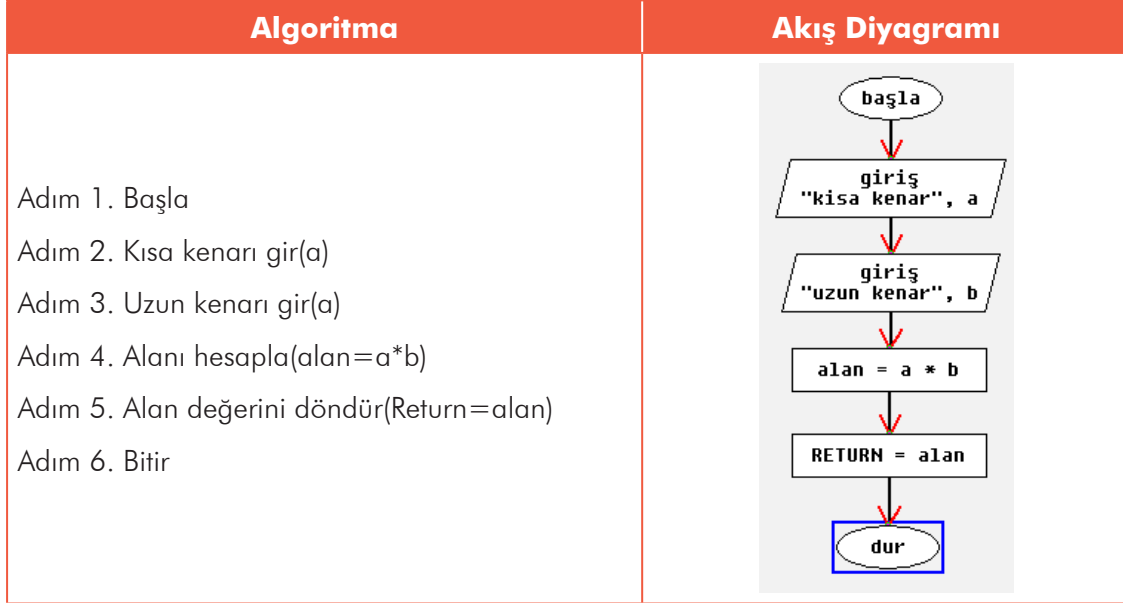 Algoritma
Akış Diyagramı
Adım 1. Başla
Adım 2. Kısa kenarı gir(a)
Adım 3. Uzun kenarı gir(a)
Adım 4. Alanı hesapla(alan=a*b)
Adım 5. Alan değerini döndür(Return=alan)
Adım 6. Bitir
başla
giriş
"kisa kenar", a
giriş
"uzun kenar", b
alan = a * b
RETURN = alan
dur